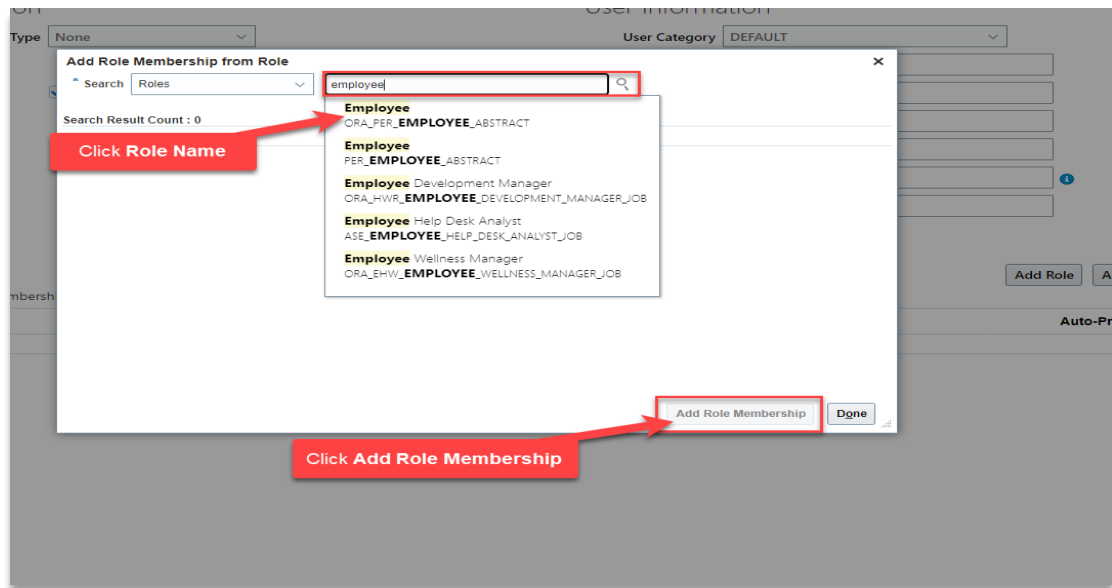 Type None
User Category DEFAULT
Add Role Membership from Role
* Search Roles employee
Search Result Count : 0
Employee
ORA_PER_EMPLOYEE_ABSTRACT
Employee
PER_EMPLOYEE_ABSTRACT
Employee Development Manager
ORA_HWR_EMPLOYEE_DEVELOPMENT_MANAGER_JOB
Employee Help Desk Analyst
ASE_EMPLOYEE_HELP_DESK_ANALYST_JOB
Employee Wellness Manager
ORA_EHW_EMPLOYEE_WELLNESS_MANAGER_JOB
Click Role Name
Add Role A
Auto-Pr
Add Role Membership Done
Click Add Role Membership